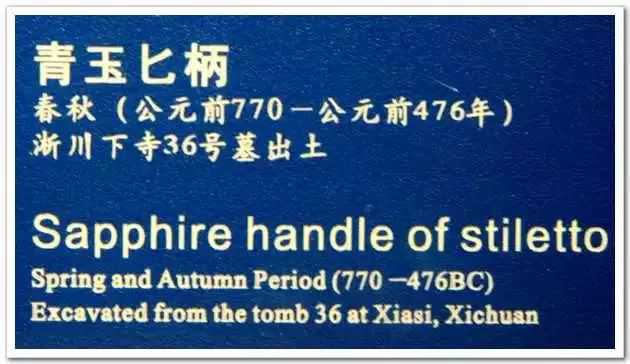 青玉匕柄
春秋（公元前770－公元前476年）
淅川下寺36号墓出土
Sapphire handle of stiletto
Spring and Autumn Period (770－476BC)
Excavated from the tomb 36 at Xiasi, Xichuan